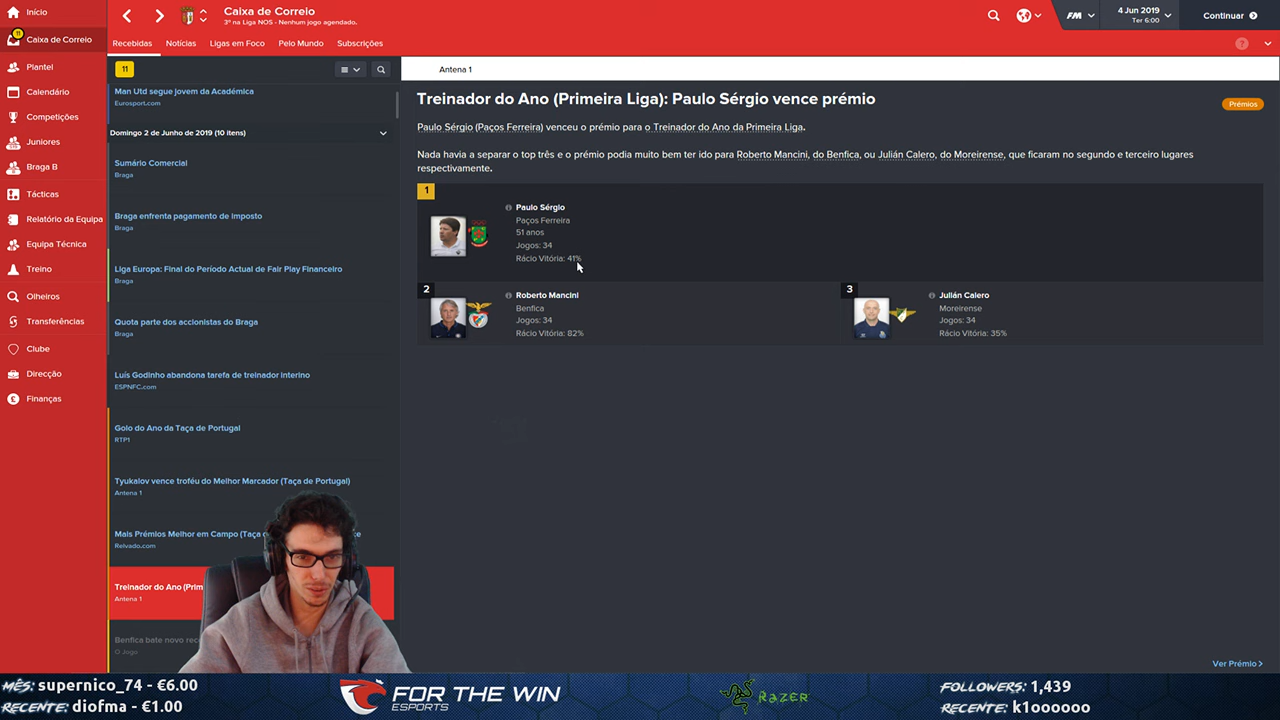 Início
Caixa de Correio
11
Plantel
Calendário
Competições
Juniores
Braga B
Tácticas
Relatório da Equipa
Equipa Técnica
Treino
Olheiros
Transferências
Clube
Direcção
Finanças
Caixa de Correio
3º na Liga NOS - Nenhum jogo agendado.
FM
4 Jun 2019
Ter 6:00
Continuar
Recebidas
Notícias
Ligas em Foco
Pelo Mundo
Subscrições
?
11
Man Utd segue jovem da Académica
Eurosport.com
Domingo 2 de Junho de 2019 (10 itens)
Sumário Comercial
Braga
Braga enfrenta pagamento de imposto
Braga
Liga Europa: Final do Período Actual de Fair Play Financeiro
Braga
Quota parte dos accionistas do Braga
Braga
Luís Godinho abandona tarefa de treinador interino
ESPNFC.com
Golo do Ano da Taça de Portugal
RTP1
Tyukalov vence troféu do Melhor Marcador (Taça de Portugal)
Antena 1
Mais Prémios Melhor em Campo (Taça
Relvado.com
Treinador do Ano (Prim
Antena 1
Benfica bate novo rec
O Jogo
Antena 1
Treinador do Ano (Primeira Liga): Paulo Sérgio vence prémio
Prémios
Paulo Sérgio (Paços Ferreira) venceu o prémio para o Treinador do Ano da Primeira Liga.
Nada havia a separar o top três e o prémio podia muito bem ter ido para Roberto Mancini, do Benfica, ou Julián Calero, do Moreirense, que ficaram no segundo e terceiro lugares
respectivamente.
1
Paulo Sérgio
Paços Ferreira
51 anos
Jogos: 34
Rácio Vitória: 41%
2
Roberto Mancini
Benfica
Jogos: 34
Rácio Vitória: 82%
3
Julián Calero
Moreirense
Jogos: 34
Rácio Vitória: 35%
Ver Prémio >
MÊS: supernico_74 - €6.00
RECENTE: diofma - €1.00
FOR THE WIN
ESPORTS
RAZER
FOLLOWERS: 1,439
RECENTE: k1oooooo